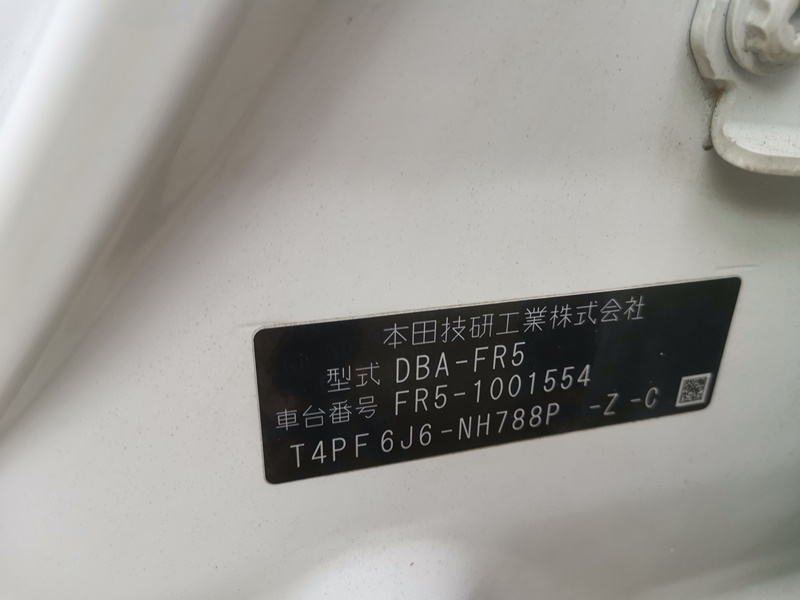 本田技研工業株式会社
型式 DBA-FR5
車台番号 FR5-1001554
T4PF6J6-NH788P -Z -C